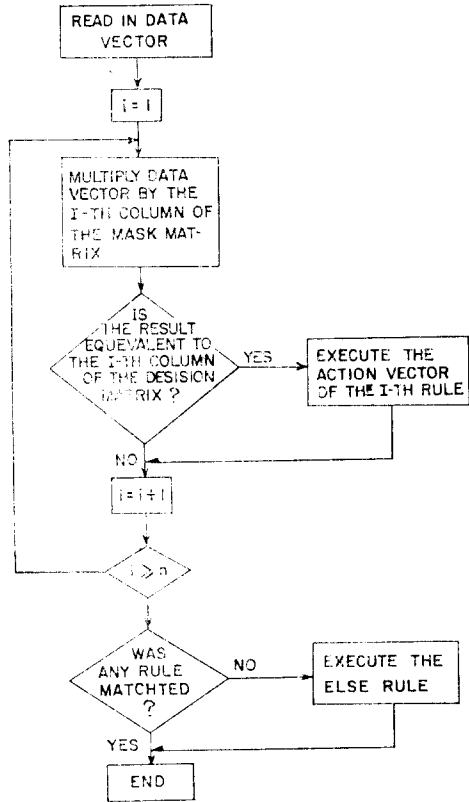 READ IN DATA
VECTOR
i = 1
MULTIPLY DATA
VECTOR BY THE
I-TH COLUMN OF
THE MASK MAT-
RIX
IS
THE RESULT
EQUEVALENT TO
THE I-TH COLUMN
OF THE DESISION
MATRIX ?
YES
EXECUTE THE
ACTION VECTOR
OF THE I-TH RULE
NO
i = i + 1
i ⩾ n
WAS
ANY RULE
MATCHTED
?
NO
EXECUTE THE
ELSE RULE
YES
END